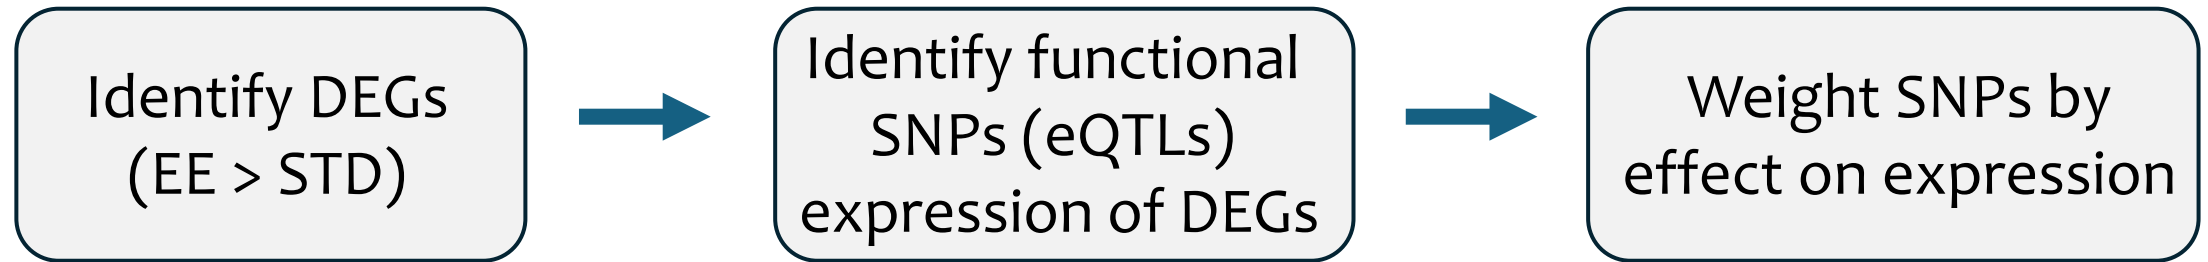 Identify DEGs
(EE > STD)
Identify functional
SNPs (eQTLs)
expression of DEGs
Weight SNPs by
effect on expression